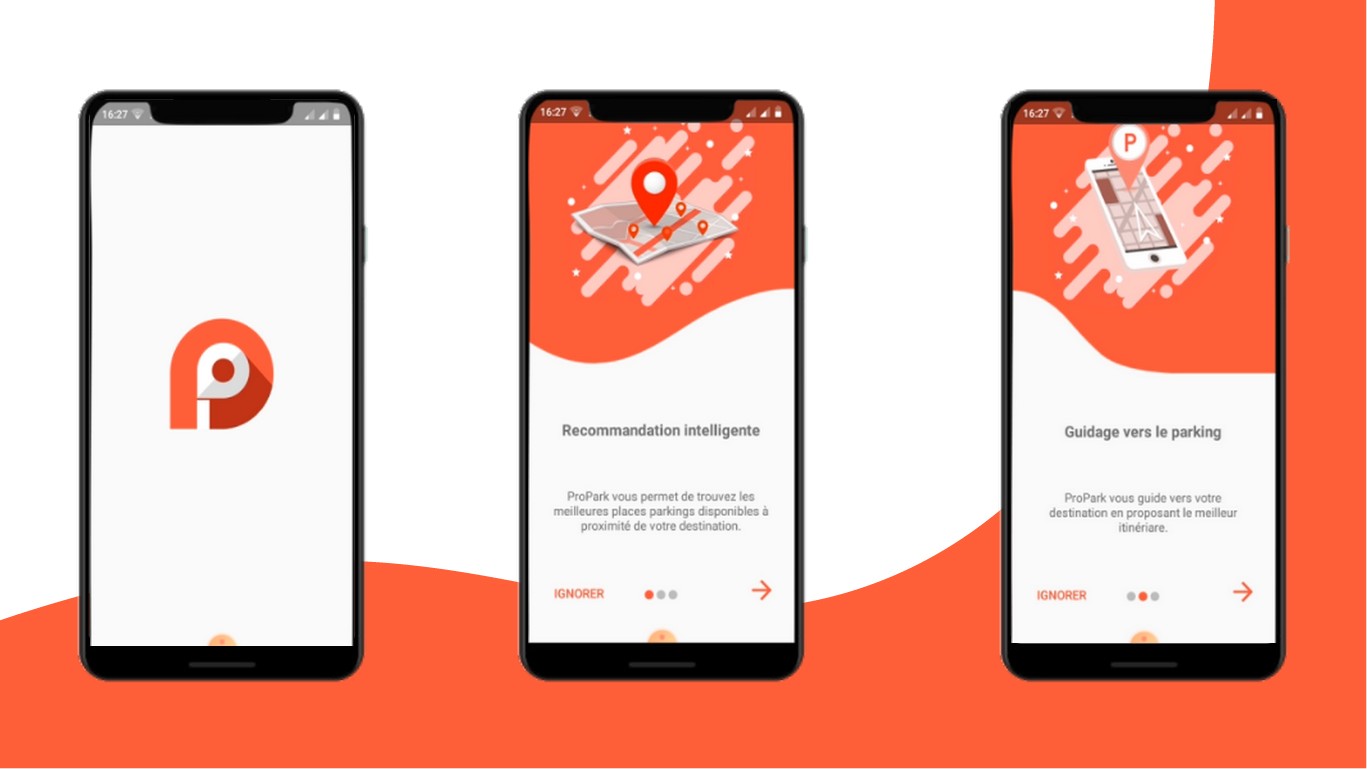 16:27
16:27
Recommandation intelligente
ProPark vous permet de trouvez les
meilleures places parkings disponibles à
proximité de votre destination.
IGNORER
16:27
P
Guidage vers le parking
ProPark vous guide vers votre
destination en proposant le meilleur
itinériare.
IGNORER